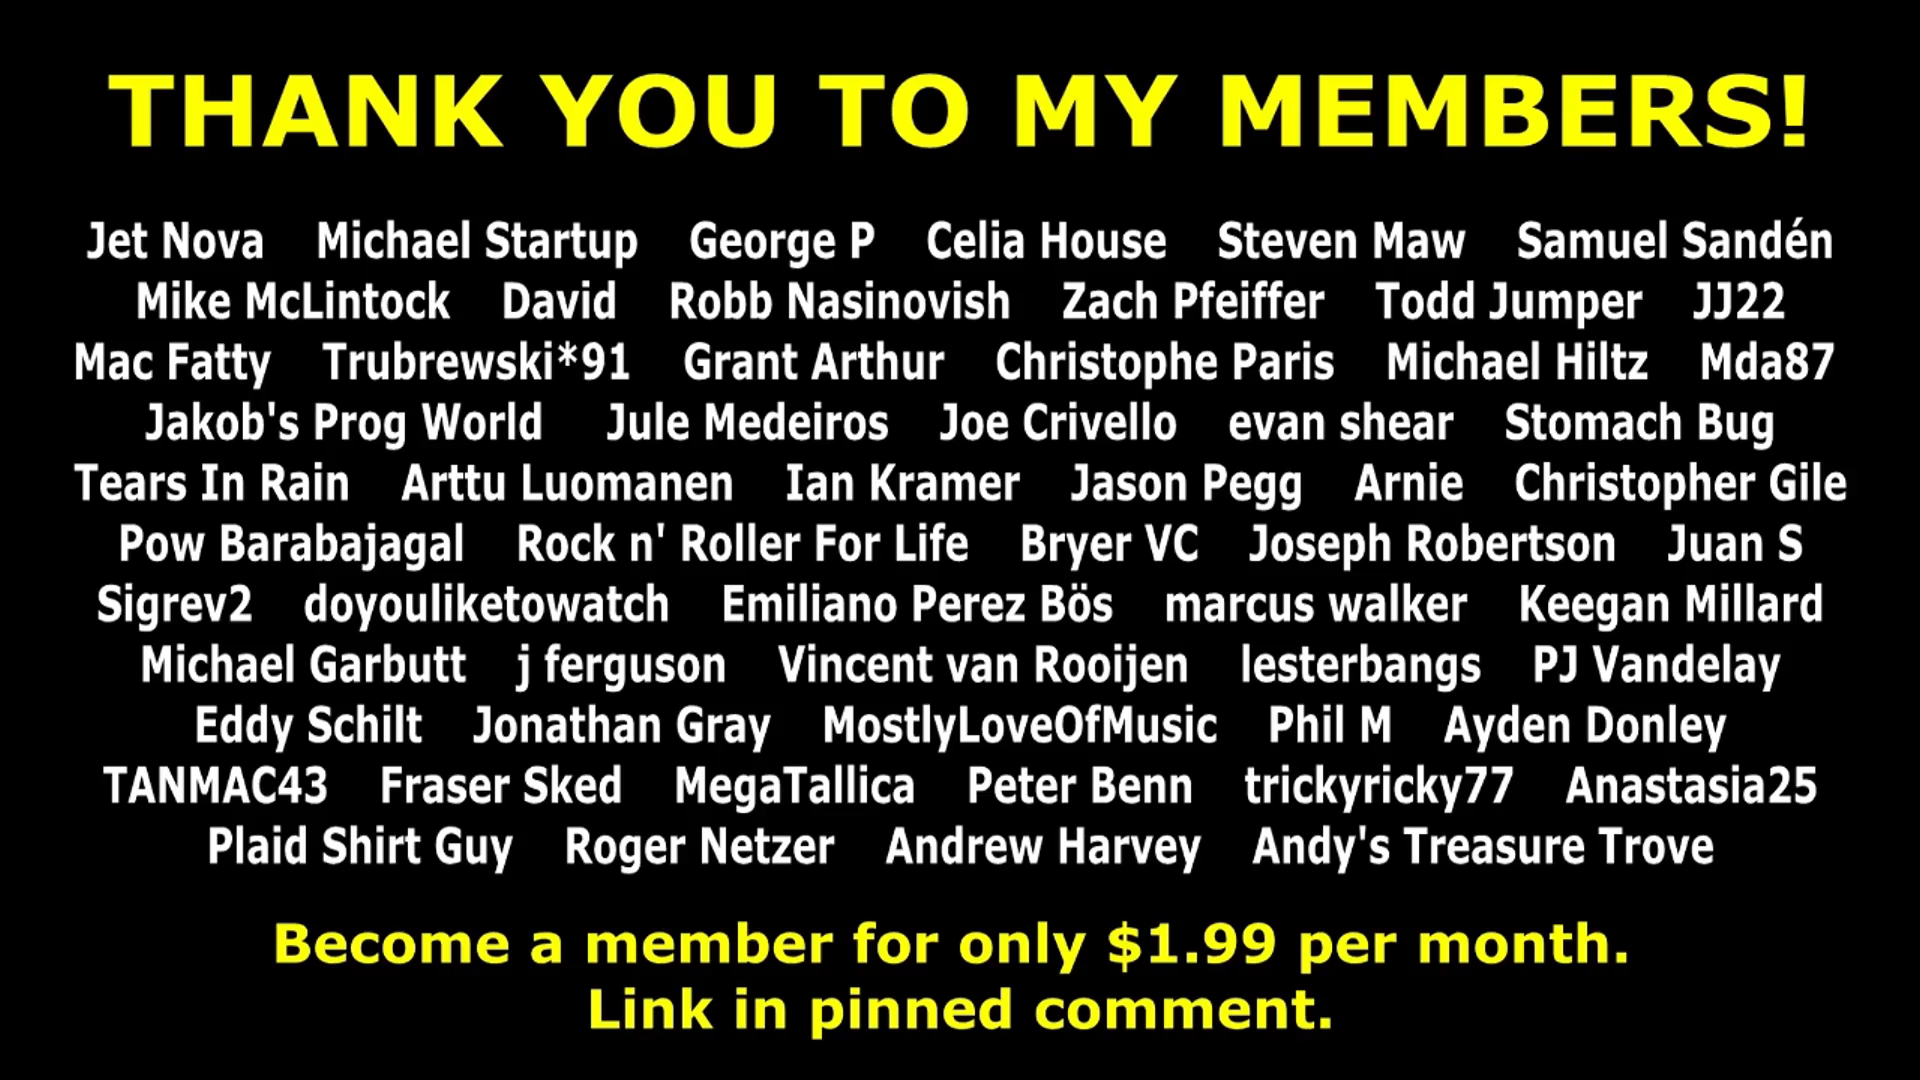 THANK YOU TO MY MEMBERS!
Jet Nova Michael Startup George P Celia House Steven Maw Samuel Sandén
Mike McLintock David Robb Nasinovish Zach Pfeiffer Todd Jumper JJ22
Mac Fatty Trubrewski*91 Grant Arthur Christophe Paris Michael Hiltz Mda87
Jakob's Prog World Jule Medeiros Joe Crivello evan shear Stomach Bug
Tears In Rain Arttu Luomanen Ian Kramer Jason Pegg Arnie Christopher Gile
Pow Barabajagal Rock n' Roller For Life Bryer VC Joseph Robertson Juan S
Sigrev2 doyouliketowatch Emiliano Perez Bös marcus walker Keegan Millard
Michael Garbutt j ferguson Vincent van Rooijen lesterbangs PJ Vandelay
Eddy Schilt Jonathan Gray MostlyLoveOfMusic Phil M Ayden Donley
TANMAC43 Fraser Sked MegaTallica Peter Benn trickyricky77 Anastasia25
Plaid Shirt Guy Roger Netzer Andrew Harvey Andy's Treasure Trove
Become a member for only $1.99 per month.
Link in pinned comment.